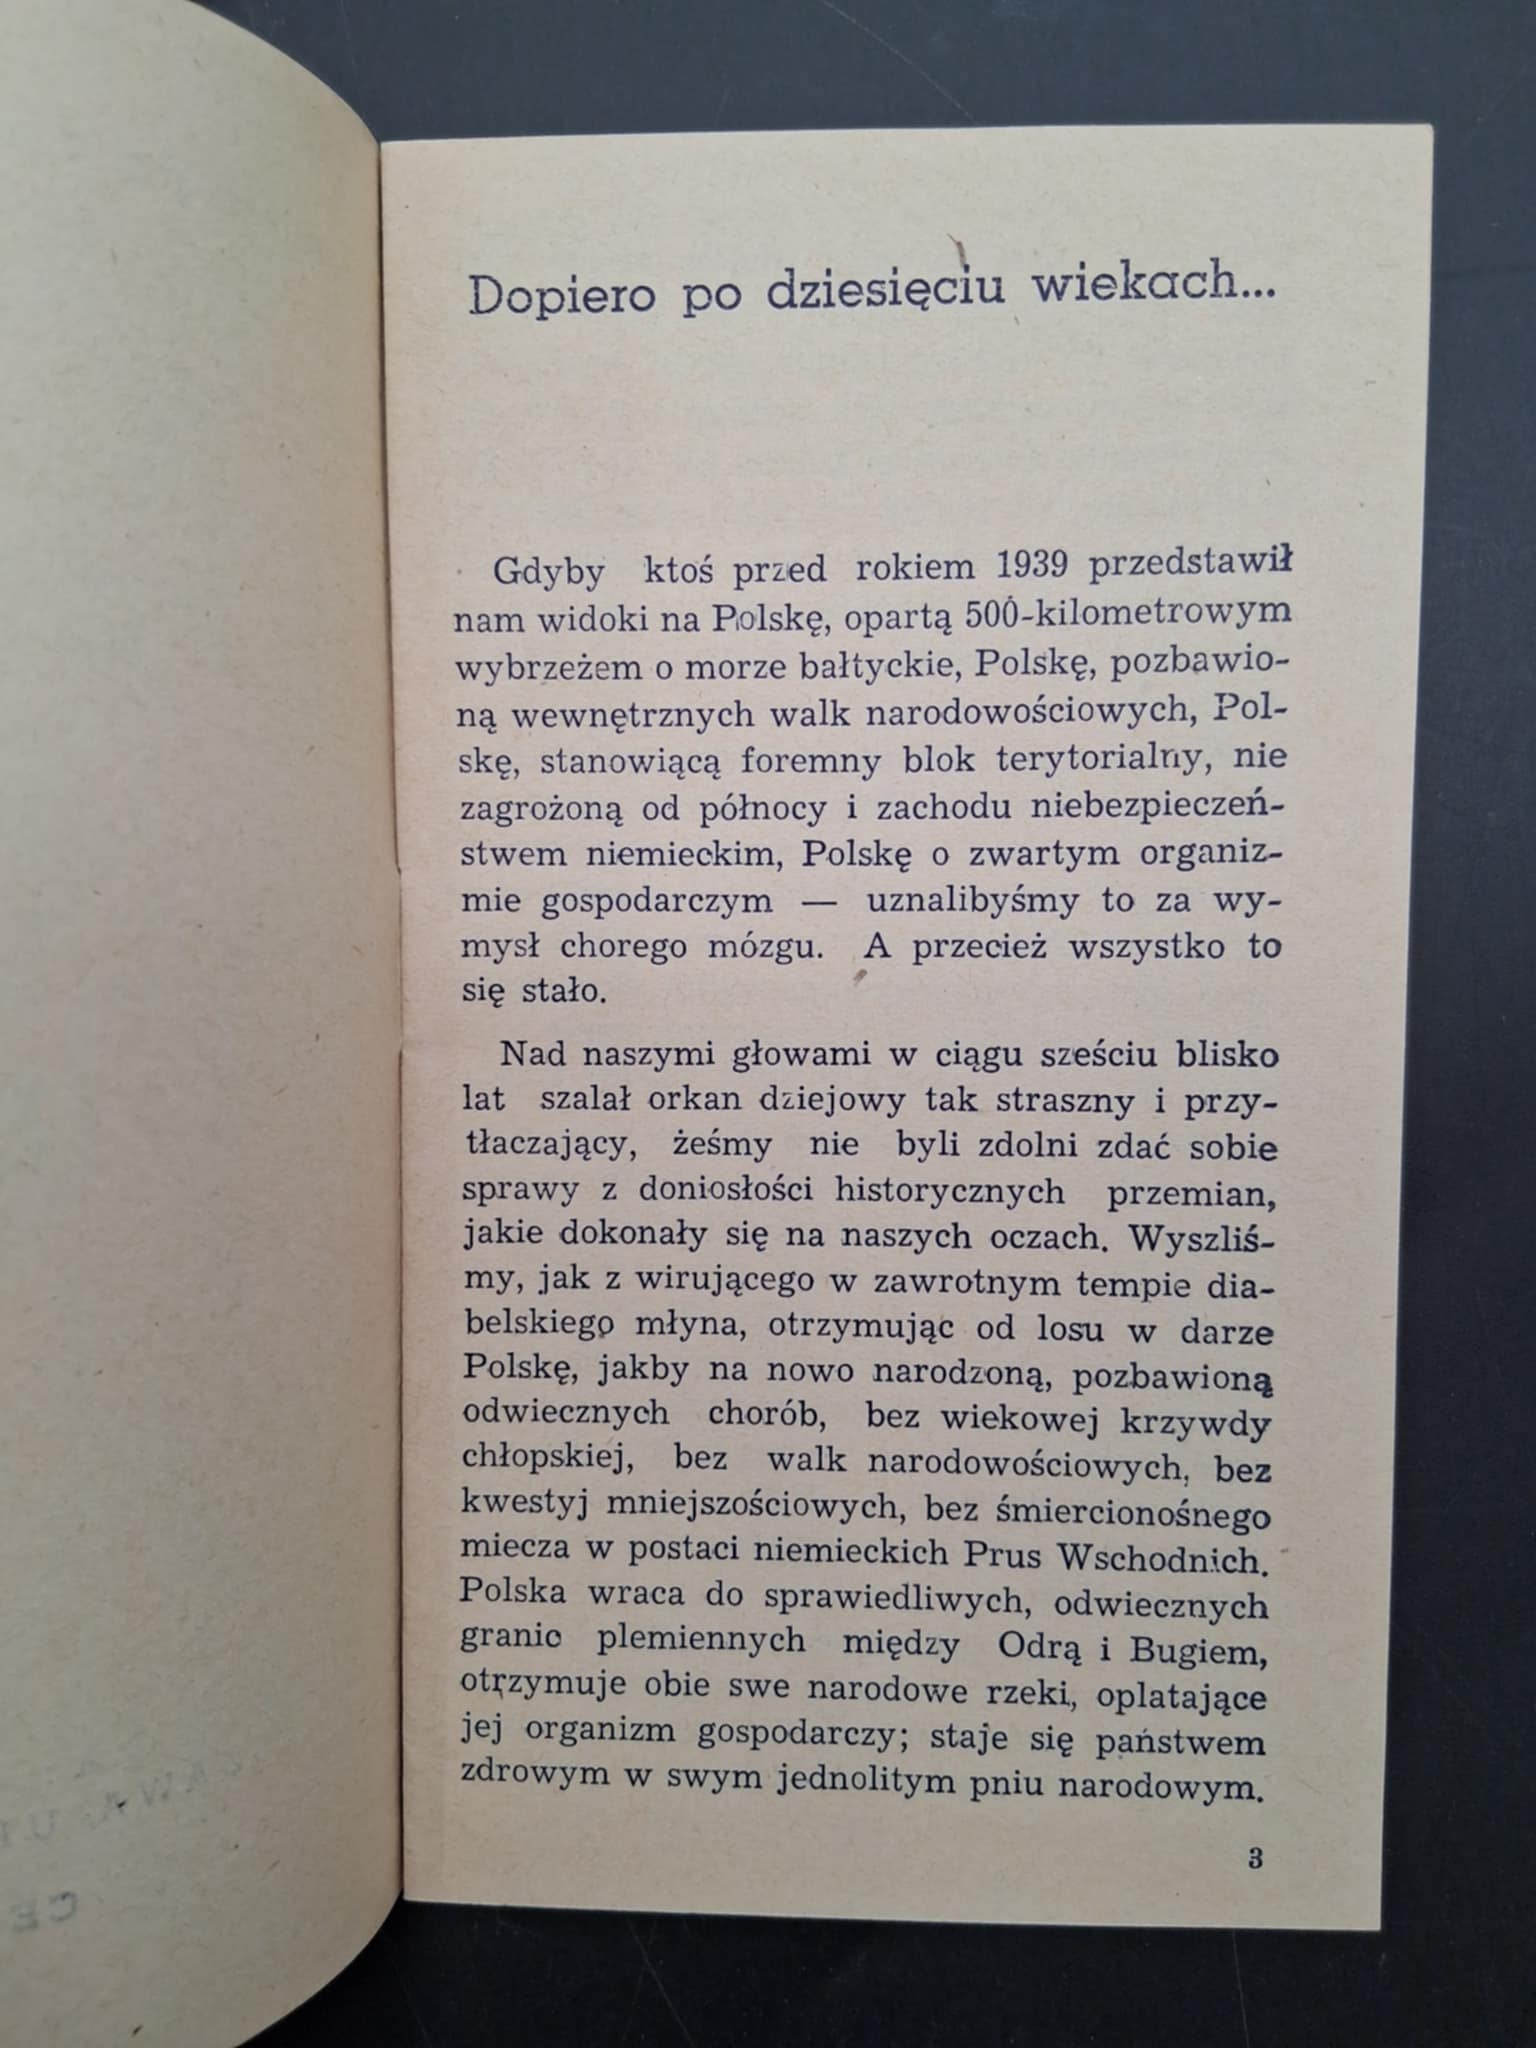 Dopiero po dziesięciu wiekach...
Gdyby ktoś przed rokiem 1939 przedstawił
nam widoki na Polskę, opartą 500-kilometrowym
wybrzeżem o morze bałtyckie, Polskę, pozbawio-
ną wewnętrznych walk narodowościowych, Pol-
skę, stanowiącą foremny blok terytorialny, nie
zagrożoną od północy i zachodu niebezpieczeń-
stwem niemieckim, Polskę o zwartym organiz-
mie gospodarczym — uznalibyśmy to za wy-
mysł chorego mózgu. A przecież wszystko to
się stało.
Nad naszymi głowami w ciągu sześciu blisko
lat szalał orkan dziejowy tak straszny i przy-
tłaczający, żeśmy nie byli zdolni zdać sobie
sprawy z doniosłości historycznych przemian,
jakie dokonały się na naszych oczach. Wyszliś-
my, jak z wirującego w zawrotnym tempie dia-
belskiego młyna, otrzymując od losu w darze
Polskę, jakby na nowo narodzoną, pozbawioną
odwiecznych chorób, bez wiekowej krzywdy
chłopskiej, bez walk narodowościowych, bez
kwestyj mniejszościowych, bez śmiercionośnego
miecza w postaci niemieckich Prus Wschodnich.
Polska wraca do sprawiedliwych, odwiecznych
granic plemiennych między Odrą i Bugiem,
otrzymuje obie swe narodowe rzeki, oplatające
jej organizm gospodarczy; staje się państwem
zdrowym w swym jednolitym pniu narodowym.
3